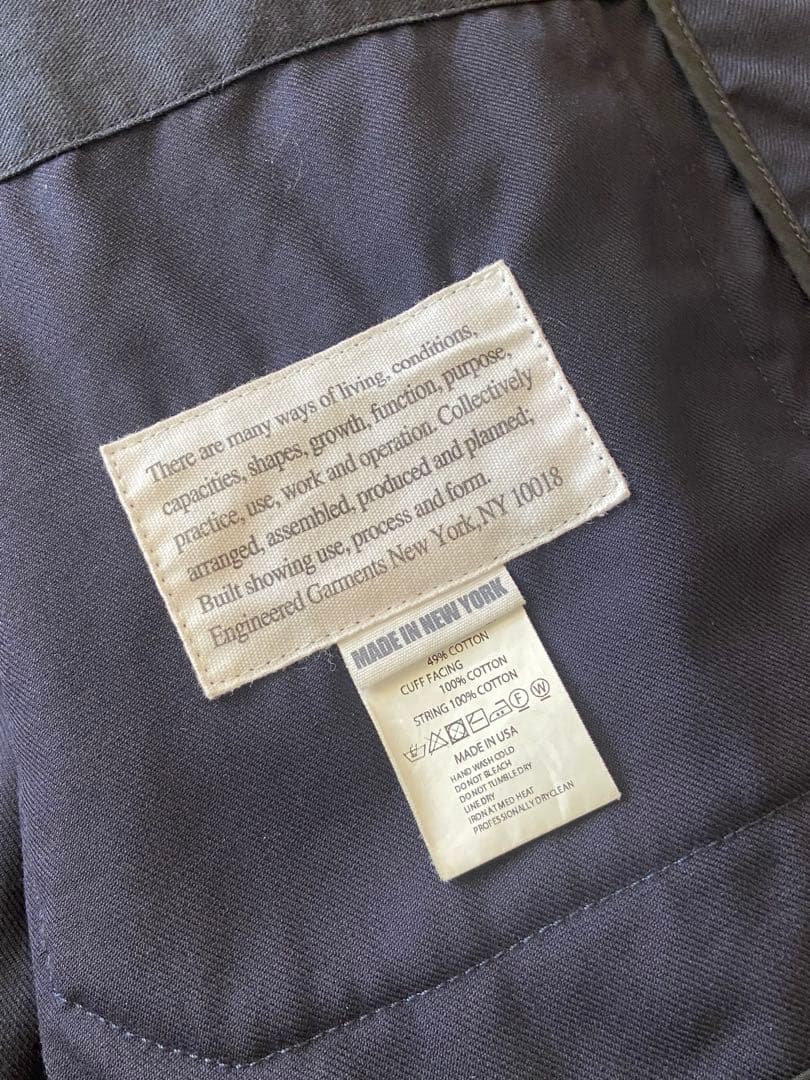 There are many ways of living, conditions,
capacities, shapes, growth, function, purpose,
practice, use, work and operation. Collectively
arranged, assembled, produced and planned;
Built showing use, process and form.
Engineered Garments New York,NY 10018
MADE IN NEW YORK
49% COTTON
CUFF FACING
100% COTTON
STRING 100% COTTON
F W
MADE IN USA
HAND WASH COLD
DO NOT BLEACH
DO NOT TUMBLE DRY
LINE DRY
IRON AT MED HEAT
PROFESSIONALLY DRYCLEAN